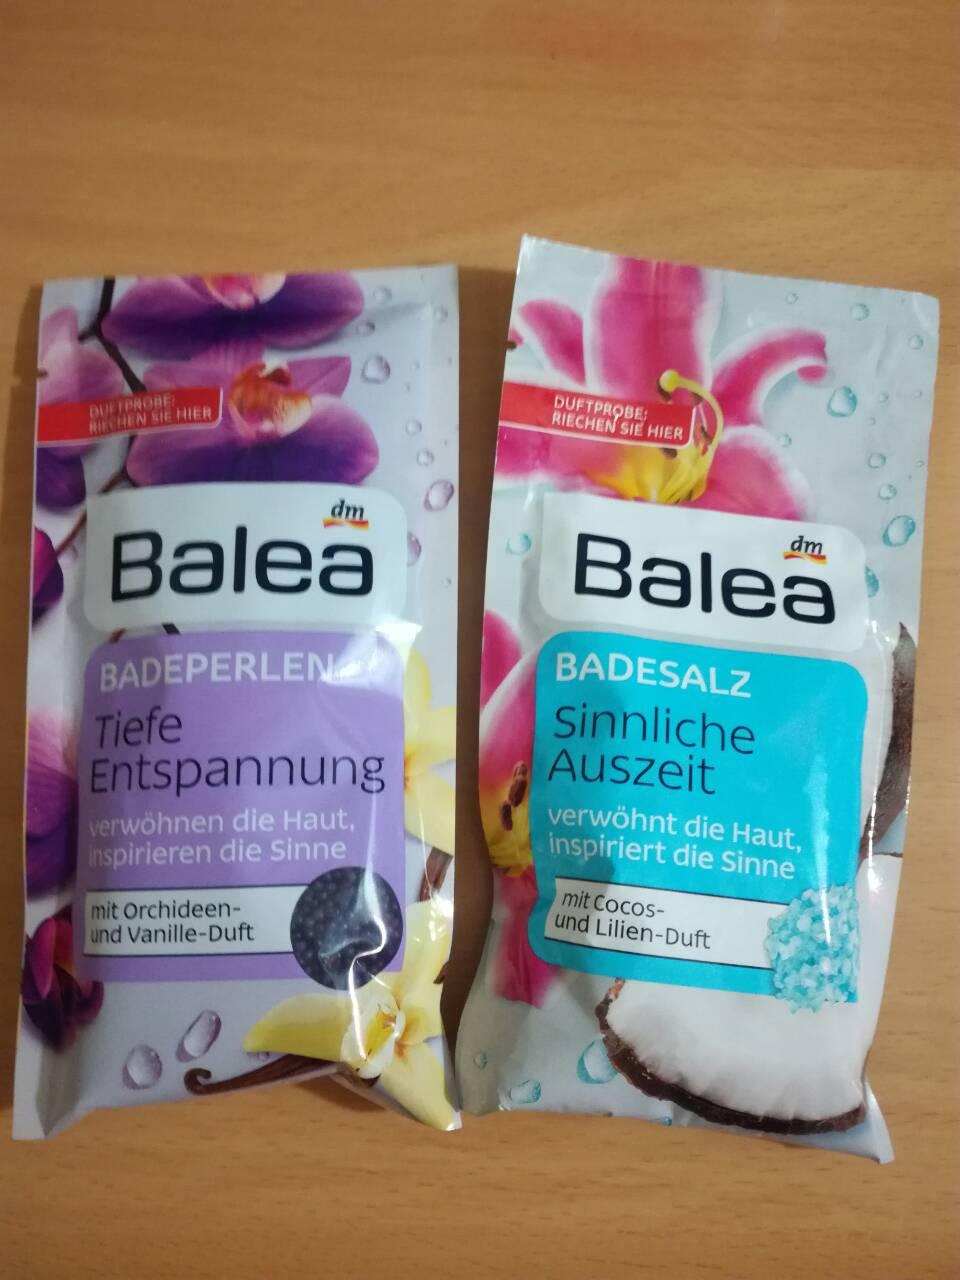 DUFTPROBE:
RIECHEN SIE HIER
dm
Balea
BADEPERLEN
Tiefe
Entspannung
verwöhnen die Haut,
inspirieren die Sinne
mit Orchideen-
und Vanille-Duft
DUFTPROBE:
RIECHEN SIE HIER
dm
Balea
BADESALZ
Sinnliche
Auszeit
verwöhnt die Haut,
inspiriert die Sinne
mit Cocos-
und Lilien-Duft